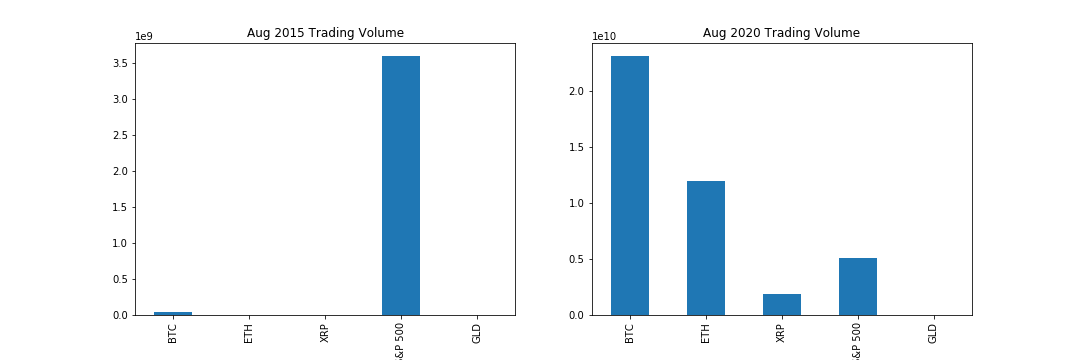 Aug 2015 Trading Volume
1e9
3.5
3.0
2.5
2.0
1.5
1.0
0.5
0.0
BTC
ETH
XRP
S&P 500
GLD
Aug 2020 Trading Volume
1e10
2.0
1.5
1.0
0.5
0.0
BTC
ETH
XRP
S&P 500
GLD